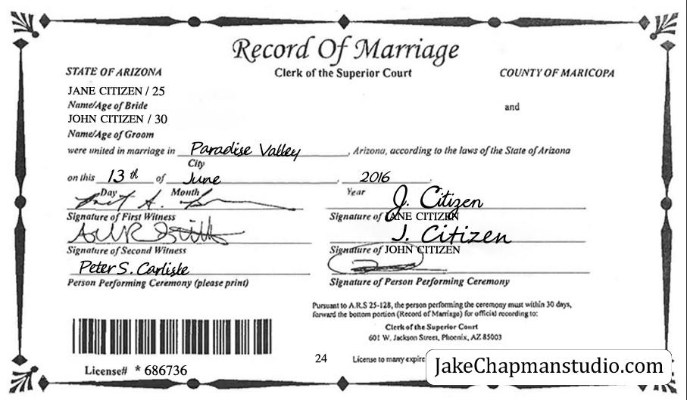 Record Of Marriage
STATE OF ARIZONA
Clerk of the Superior Court
COUNTY OF MARICOPA
JANE CITIZEN / 25
Name/Age of Bride
and
JOHN CITIZEN / 30
Name/Age of Groom
were united in marriage in Paradise Valley, Arizona, according to the laws of the State of Arizona
City
on this 13th of June, 2016.
Day Month Year
J. Citizen
Signature of First Witness
Signature of JANE CITIZEN
J. Citizen
Signature of Second Witness
Signature of JOHN CITIZEN
Peter S. Carlisle
Person Performing Ceremony (please print)
Signature of Person Performing Ceremony
Pursuant to A.R.S 25-128, the person performing the ceremony must within 30 days,
forward the bottom portion (Record of Marriage) for official recording to:
Clerk of the Superior Court
601 W. Jackson Street, Phoenix, AZ 85003
24
License to marry expire
License# * 686736
JakeChapmanstudio.com